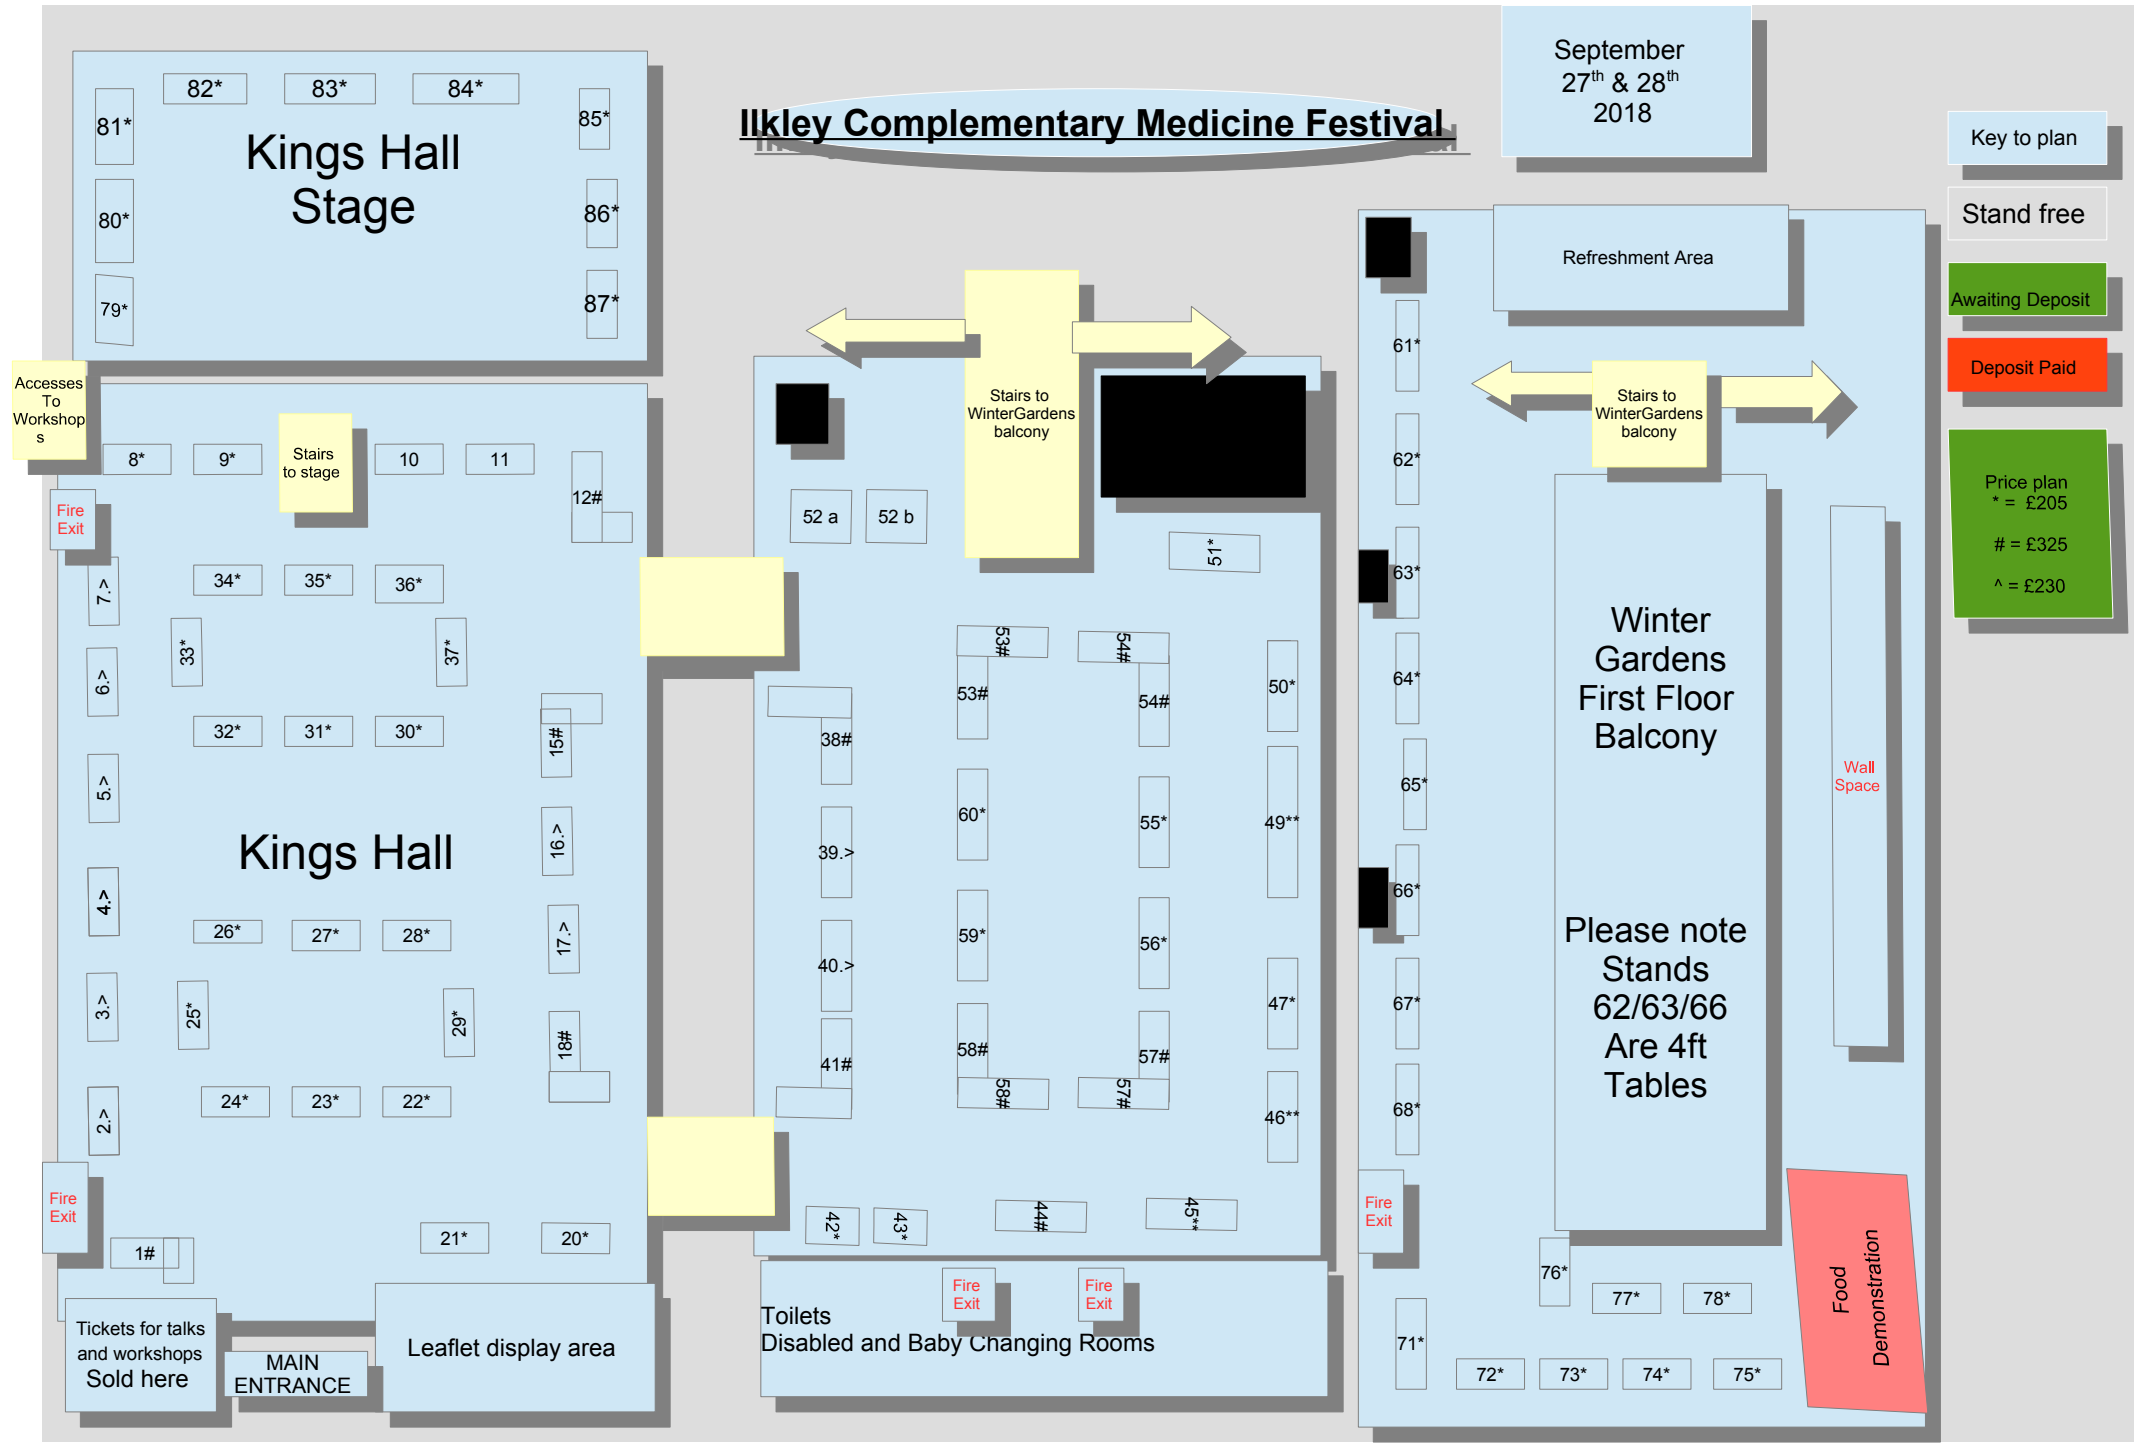 Ilkley Complementary Medicine Festival
September
27th & 28th
2018
Key to plan
Stand free
Awaiting Deposit
Deposit Paid
Price plan
* = £205
# = £325
^ = £230
82*
83*
84*
81*
85*
80*
86*
79*
87*
Kings Hall
Stage
Accesses
To
Workshop
s
8*
9*
Stairs
to stage
10
11
12#
Fire
Exit
7.>
34*
35*
36*
33*
37*
6.>
32*
31*
30*
15#
5.>
16.>
Kings Hall
4.>
26*
27*
28*
17.>
3.>
25*
29*
18#
2.>
24*
23*
22*
Fire
Exit
1#
21*
20*
Tickets for talks
and workshops
Sold here
MAIN
ENTRANCE
Leaflet display area
Stairs to
WinterGardens
balcony
52 a
52 b
51*
53#
54#
53#
54#
50*
38#
60*
55*
49**
39.>
59*
56*
40.>
47*
58#
57#
41#
58#
57#
46**
42*
43*
44#
45**
Fire
Exit
Fire
Exit
Toilets
Disabled and Baby Changing Rooms
Refreshment Area
61*
Stairs to
WinterGardens
balcony
62*
63*
64*
65*
66*
67*
68*
Winter
Gardens
First Floor
Balcony
Please note
Stands
62/63/66
Are 4ft
Tables
Wall
Space
Fire
Exit
76*
77*
78*
71*
72*
73*
74*
75*
Food
Demonstration